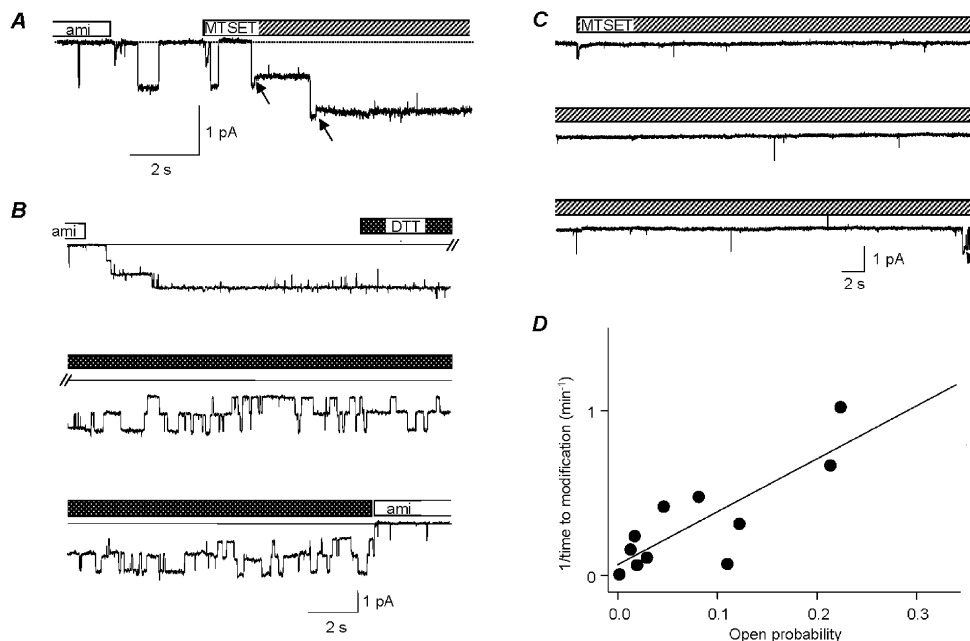 A
ami
MTSET
1 pA
2 s
B
ami
DTT
ami
1 pA
2 s
C
MTSET
1 pA
2 s
D
1/time to modification (min⁻¹)
1
0
0.0 0.1 0.2 0.3
Open probability